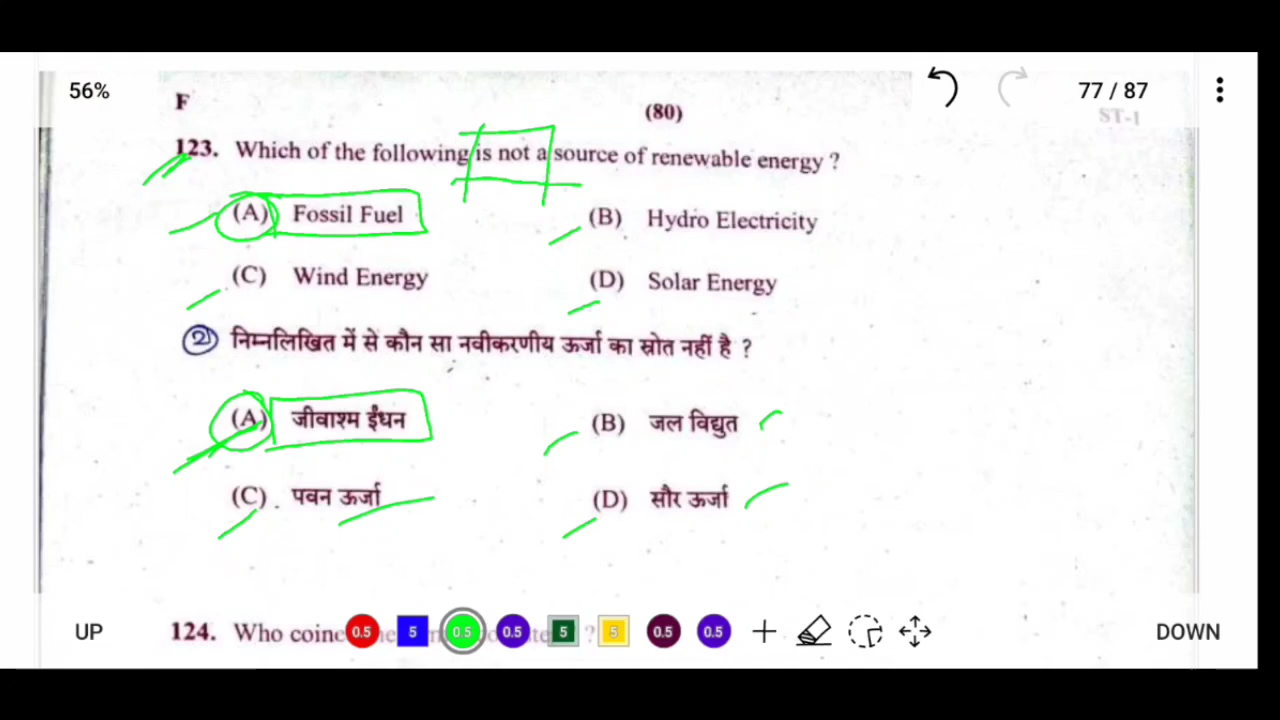 56%
77 / 87
F
(80)
ST-1
123. Which of the following is not a source of renewable energy ?
(A) Fossil Fuel (B) Hydro Electricity
(C) Wind Energy (D) Solar Energy
2 निम्नलिखित में से कौन सा नवीकरणीय ऊर्जा का स्रोत नहीं है ?
(A) जीवाश्म ईंधन (B) जल विद्युत
(C) . पवन ऊर्जा (D) सौर ऊर्जा
124. Who ?
UP 0.5 5 0.5 0.5 5 5 0.5 0.5 DOWN